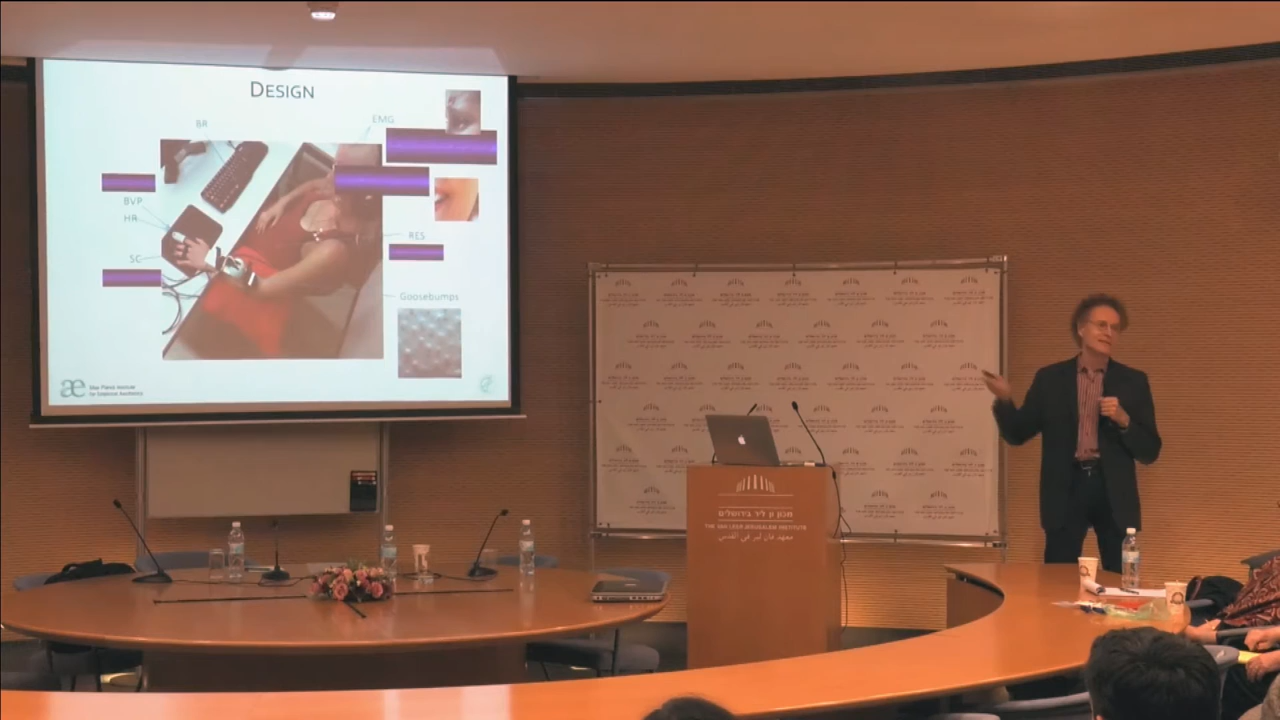 DESIGN
BR
EMG
BVP
HR
RES
SC
Goosebumps
æ
Max Planck Institute
for Empirical Aesthetics
מכון ון ליר בירושלים
THE VAN LEER JERUSALEM INSTITUTE
معهد فان لير في القدس